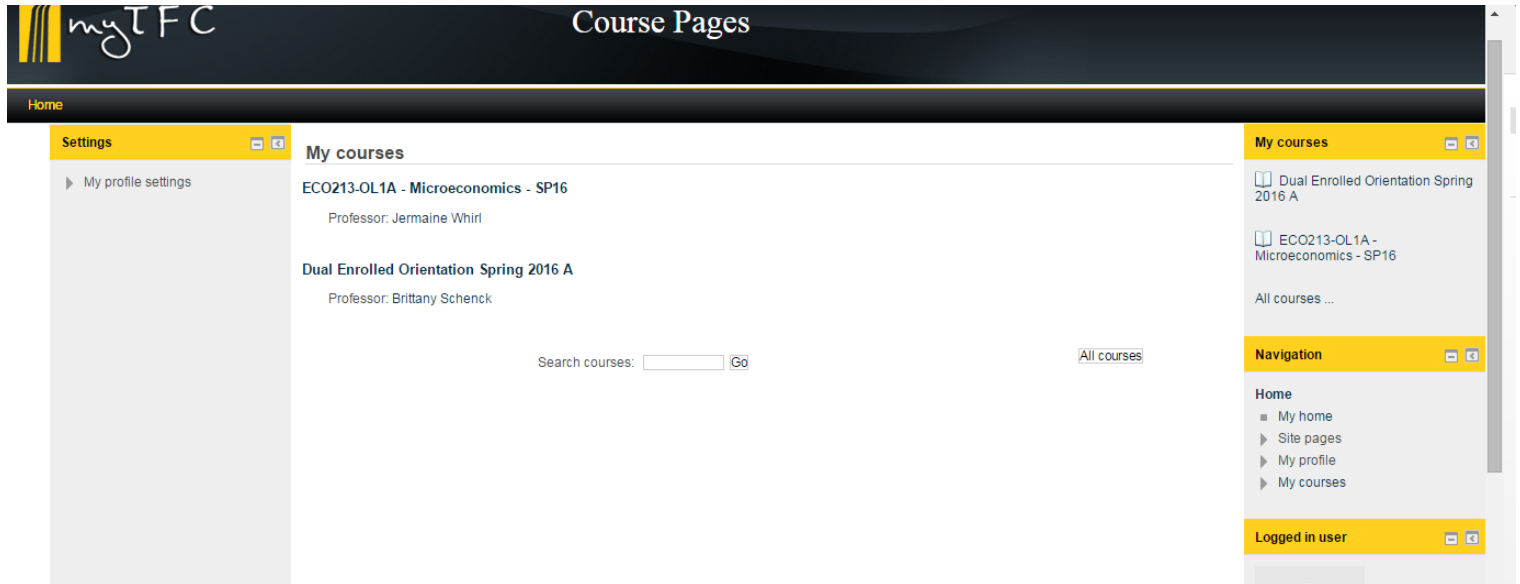 myTFC
Course Pages
Home
Settings
My profile settings
My courses
ECO213-OL1A - Microeconomics - SP16
Professor: Jermaine Whirl
Dual Enrolled Orientation Spring 2016 A
Professor: Brittany Schenck
Search courses:
Go
All courses
My courses
Dual Enrolled Orientation Spring
2016 A
ECO213-OL1A -
Microeconomics - SP16
All courses ...
Navigation
Home
My home
Site pages
My profile
My courses
Logged in user